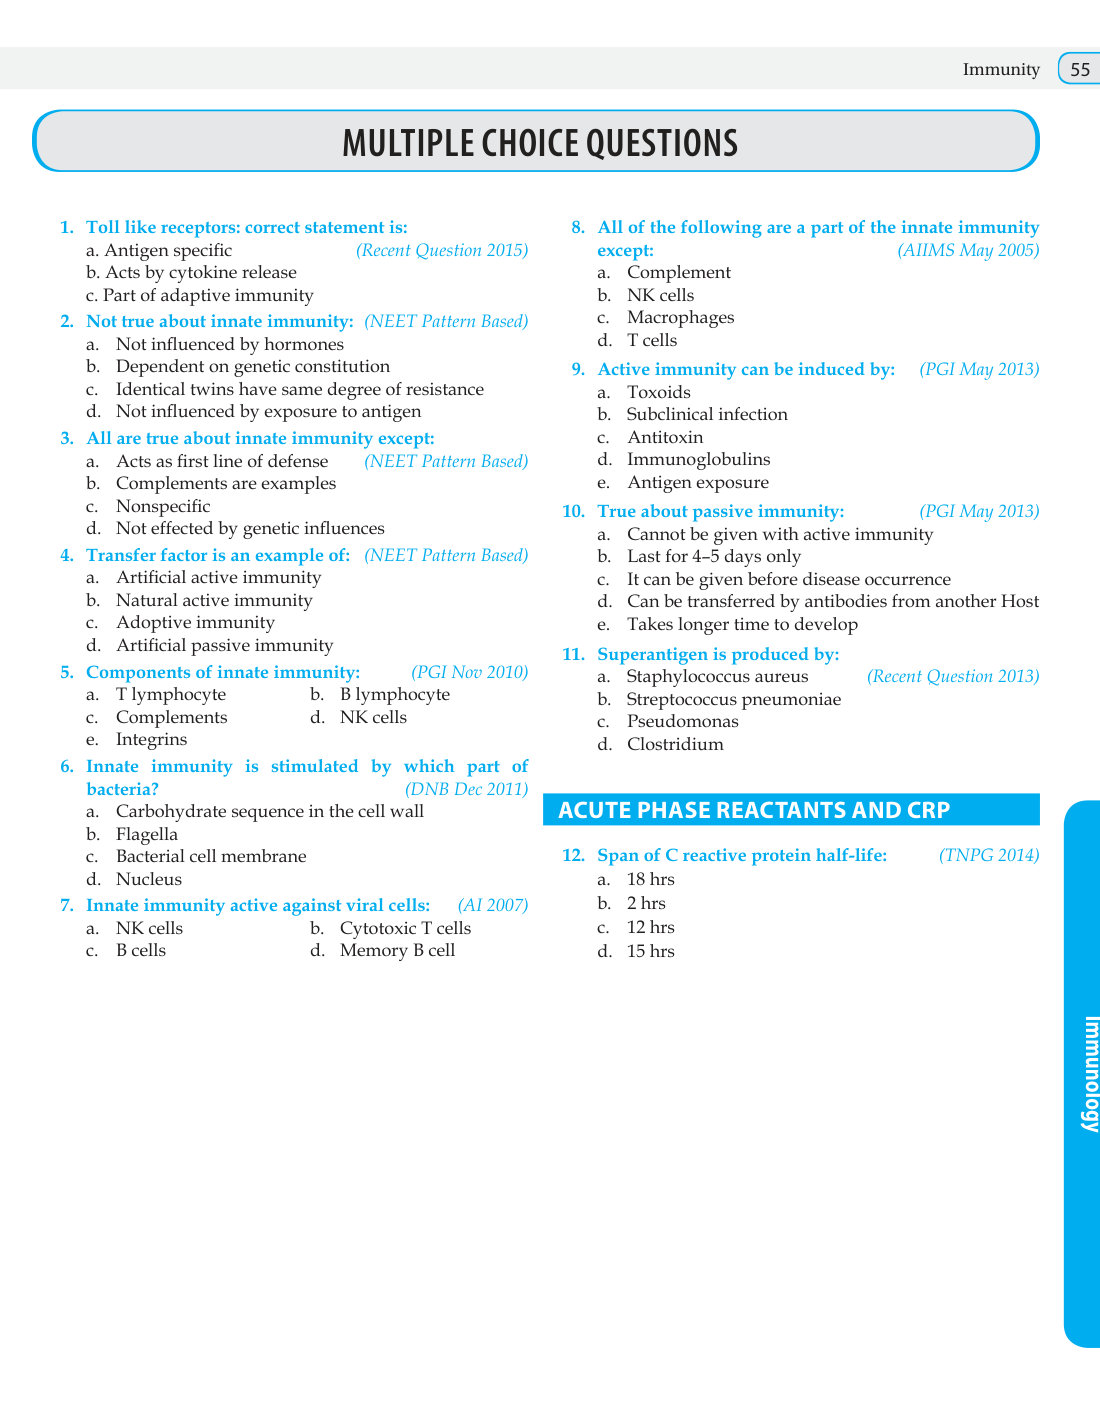 Immunity 55
MULTIPLE CHOICE QUESTIONS
1. Toll like receptors: correct statement is:
a. Antigen specific (Recent Question 2015)
b. Acts by cytokine release
c. Part of adaptive immunity
2. Not true about innate immunity: (NEET Pattern Based)
a. Not influenced by hormones
b. Dependent on genetic constitution
c. Identical twins have same degree of resistance
d. Not influenced by exposure to antigen
3. All are true about innate immunity except:
a. Acts as first line of defense (NEET Pattern Based)
b. Complements are examples
c. Nonspecific
d. Not effected by genetic influences
4. Transfer factor is an example of: (NEET Pattern Based)
a. Artificial active immunity
b. Natural active immunity
c. Adoptive immunity
d. Artificial passive immunity
5. Components of innate immunity: (PGI Nov 2010)
a. T lymphocyte b. B lymphocyte
c. Complements d. NK cells
e. Integrins
6. Innate immunity is stimulated by which part of
bacteria? (DNB Dec 2011)
a. Carbohydrate sequence in the cell wall
b. Flagella
c. Bacterial cell membrane
d. Nucleus
7. Innate immunity active against viral cells: (AI 2007)
a. NK cells b. Cytotoxic T cells
c. B cells d. Memory B cell
8. All of the following are a part of the innate immunity
except: (AIIMS May 2005)
a. Complement
b. NK cells
c. Macrophages
d. T cells
9. Active immunity can be induced by: (PGI May 2013)
a. Toxoids
b. Subclinical infection
c. Antitoxin
d. Immunoglobulins
e. Antigen exposure
10. True about passive immunity: (PGI May 2013)
a. Cannot be given with active immunity
b. Last for 4–5 days only
c. It can be given before disease occurrence
d. Can be transferred by antibodies from another Host
e. Takes longer time to develop
11. Superantigen is produced by:
a. Staphylococcus aureus (Recent Question 2013)
b. Streptococcus pneumoniae
c. Pseudomonas
d. Clostridium
ACUTE PHASE REACTANTS AND CRP
12. Span of C reactive protein half-life: (TNPG 2014)
a. 18 hrs
b. 2 hrs
c. 12 hrs
d. 15 hrs
Immunology